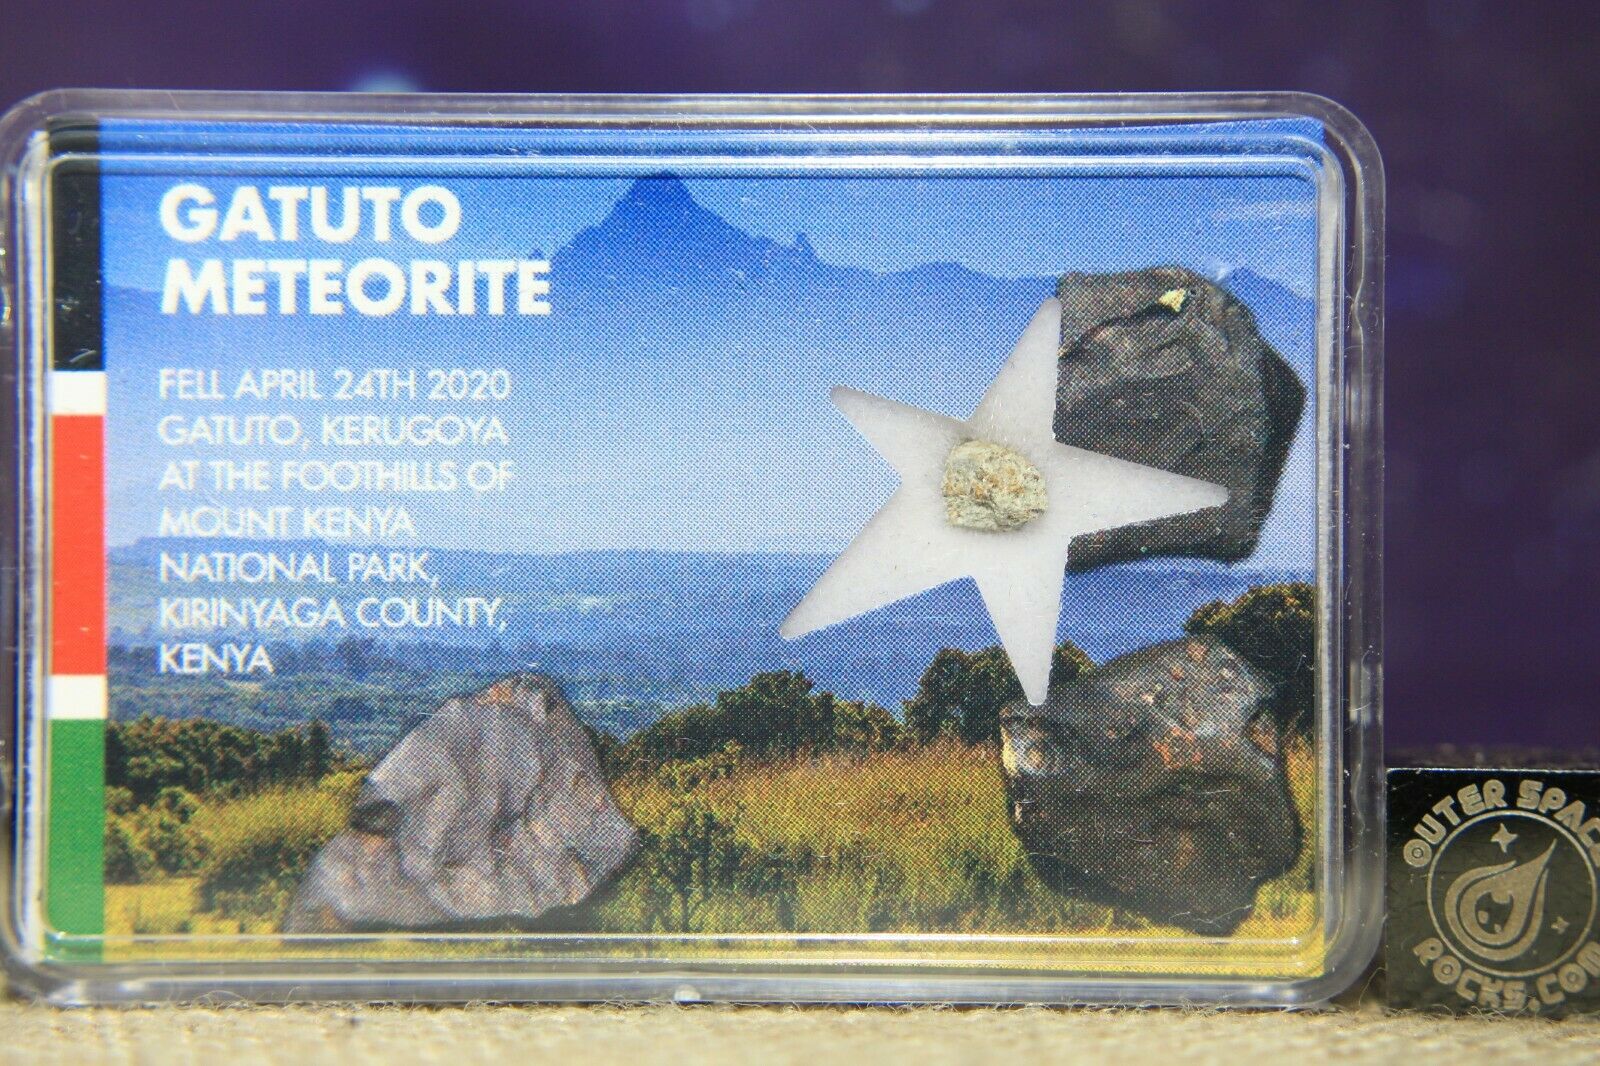 GATUTO
METEORITE
FELL APRIL 24TH 2020
GATUTO, KERUGOYA
AT THE FOOTHILLS OF
MOUNT KENYA
NATIONAL PARK,
KIRINYAGA COUNTY,
KENYA
OUTER SPACE
ROCKS.COM